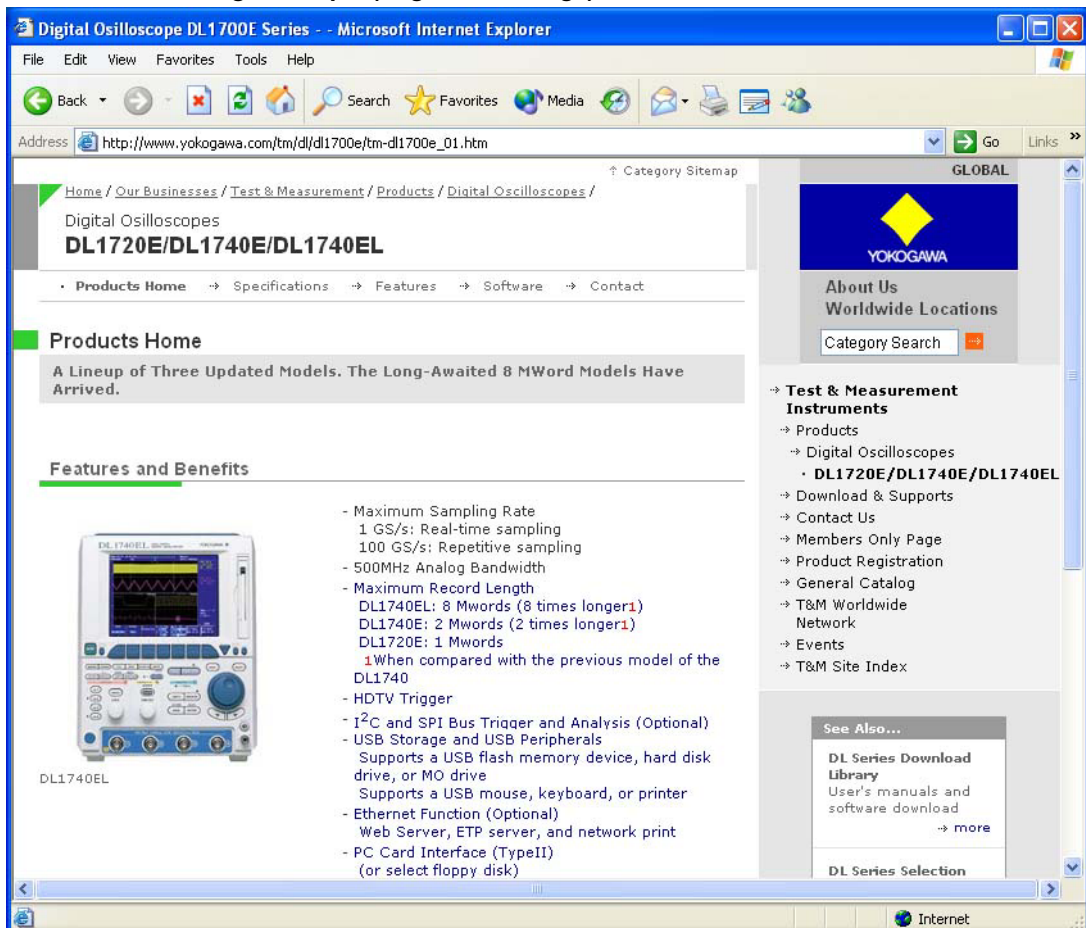 Digital Osilloscope DL1700E Series - - Microsoft Internet Explorer
File Edit View Favorites Tools Help
Back Search Favorites Media
Address http://www.yokogawa.com/tm/dl/dl1700e/tm-dl1700e_01.htm Go Links »
↑ Category Sitemap
Home / Our Businesses / Test & Measurement / Products / Digital Oscilloscopes /
Digital Osilloscopes
DL1720E/DL1740E/DL1740EL
· Products Home → Specifications → Features → Software → Contact
Products Home
A Lineup of Three Updated Models. The Long-Awaited 8 MWord Models Have
Arrived.
Features and Benefits
DL1740EL
DL1740EL
- Maximum Sampling Rate
1 GS/s: Real-time sampling
100 GS/s: Repetitive sampling
- 500MHz Analog Bandwidth
- Maximum Record Length
DL1740EL: 8 Mwords (8 times longer1)
DL1740E: 2 Mwords (2 times longer1)
DL1720E: 1 Mwords
1When compared with the previous model of the
DL1740
- HDTV Trigger
- I²C and SPI Bus Trigger and Analysis (Optional)
- USB Storage and USB Peripherals
Supports a USB flash memory device, hard disk
drive, or MO drive
Supports a USB mouse, keyboard, or printer
- Ethernet Function (Optional)
Web Server, FTP server, and network print
- PC Card Interface (TypeII)
(or select floppy disk)
GLOBAL
YOKOGAWA
About Us
Worldwide Locations
Category Search →
→ Test & Measurement
Instruments
→ Products
→ Digital Oscilloscopes
· DL1720E/DL1740E/DL1740EL
→ Download & Supports
→ Contact Us
→ Members Only Page
→ Product Registration
→ General Catalog
→ T&M Worldwide
Network
→ Events
→ T&M Site Index
See Also...
DL Series Download
Library
User's manuals and
software download
→ more
DL Series Selection
Internet